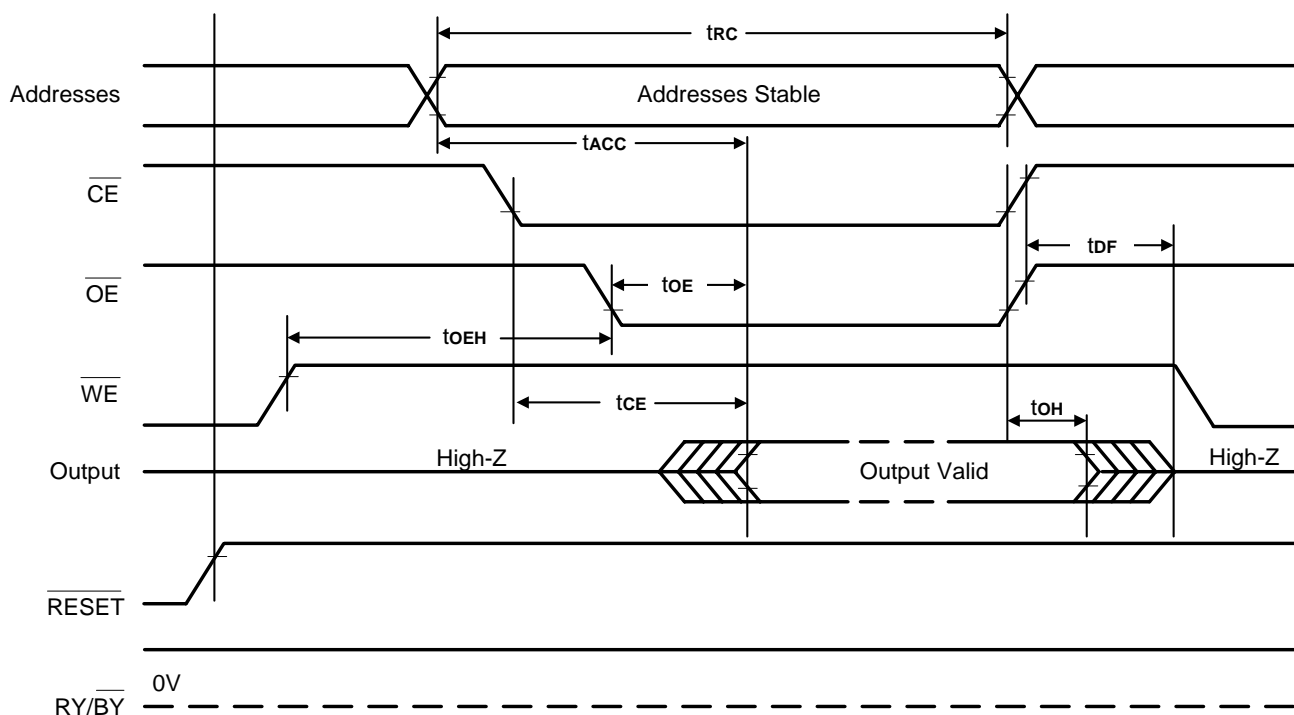 tRC
Addresses
Addresses Stable
tACC
CE
tDF
OE
tOE
tOEH
WE
tCE
tOH
High-Z
Output
Output Valid
High-Z
RESET
0V
RY/BY